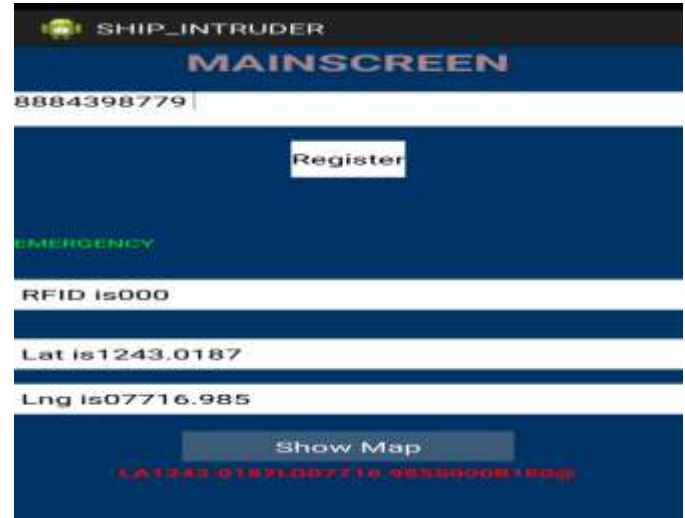 SHIP_INTRUDER
MAINSCREEN
8884398779
Register
EMERGENCY
RFID is000
Lat is1243.0187
Lng is07716.985
Show Map